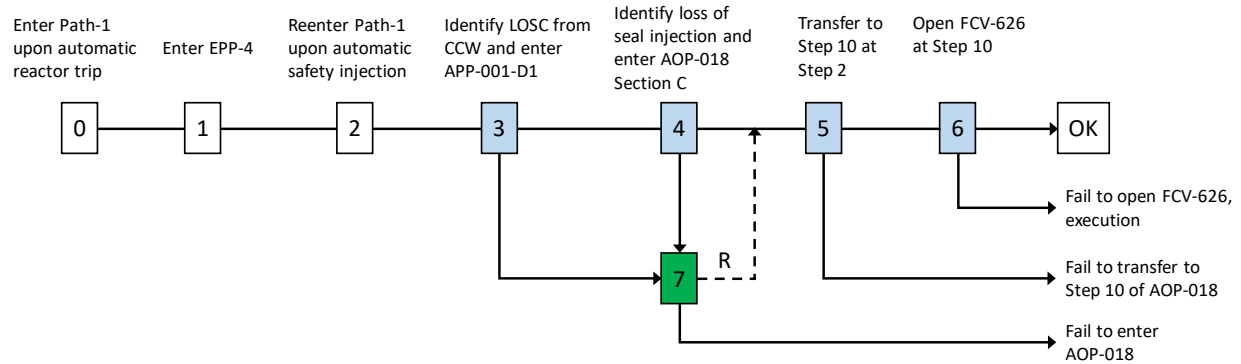 Enter Path-1
upon automatic
reactor trip
Enter EPP-4
Reenter Path-1
upon automatic
safety injection
Identify LOSC from
CCW and enter
APP-001-D1
Identify loss of
seal injection and
enter AOP-018
Section C
Transfer to
Step 10 at
Step 2
Open FCV-626
at Step 10
0
1
2
3
4
5
6
OK
Fail to open FCV-626,
execution
R
7
Fail to transfer to
Step 10 of AOP-018
Fail to enter
AOP-018